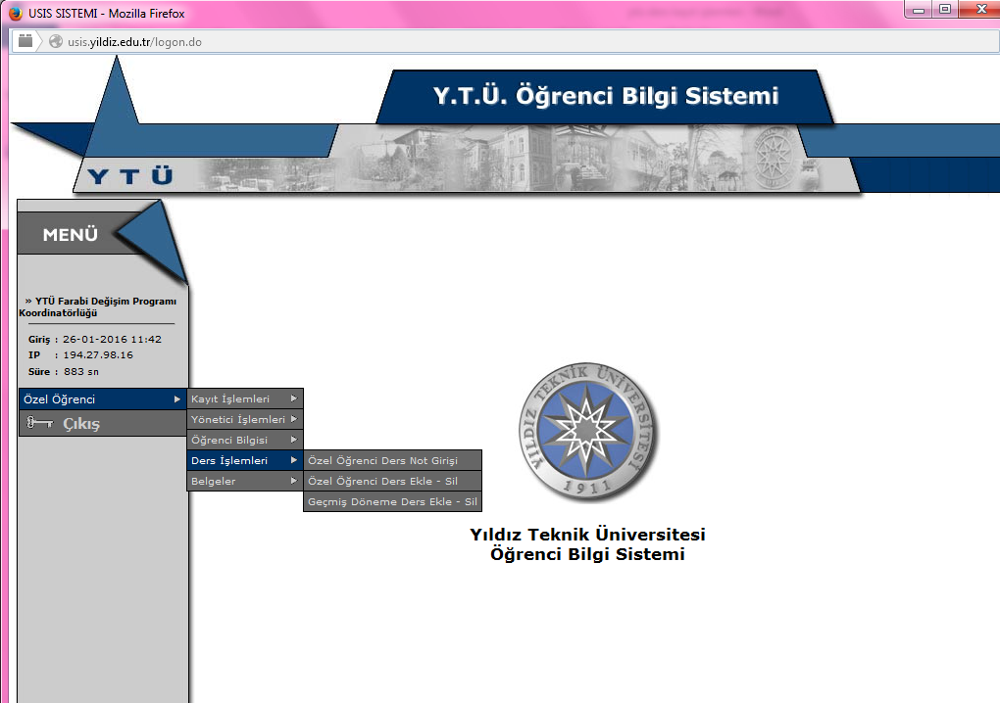 USIS SISTEMI - Mozilla Firefox
usis.yildiz.edu.tr/logon.do
Y.T.Ü. Öğrenci Bilgi Sistemi
Y T Ü
MENÜ
» YTÜ Farabi Değişim Programı
Koordinatörlüğü
Giriş : 26-01-2016 11:42
IP : 194.27.98.16
Süre : 883 sn
Özel Öğrenci
Çıkış
Kayıt İşlemleri
Yönetici İşlemleri
Öğrenci Bilgisi
Ders İşlemleri
Belgeler
Özel Öğrenci Ders Not Girişi
Özel Öğrenci Ders Ekle - Sil
Geçmiş Döneme Ders Ekle - Sil
YILDIZ TEKNİK ÜNİVERSİTESİ
1911
Yıldız Teknik Üniversitesi
Öğrenci Bilgi Sistemi